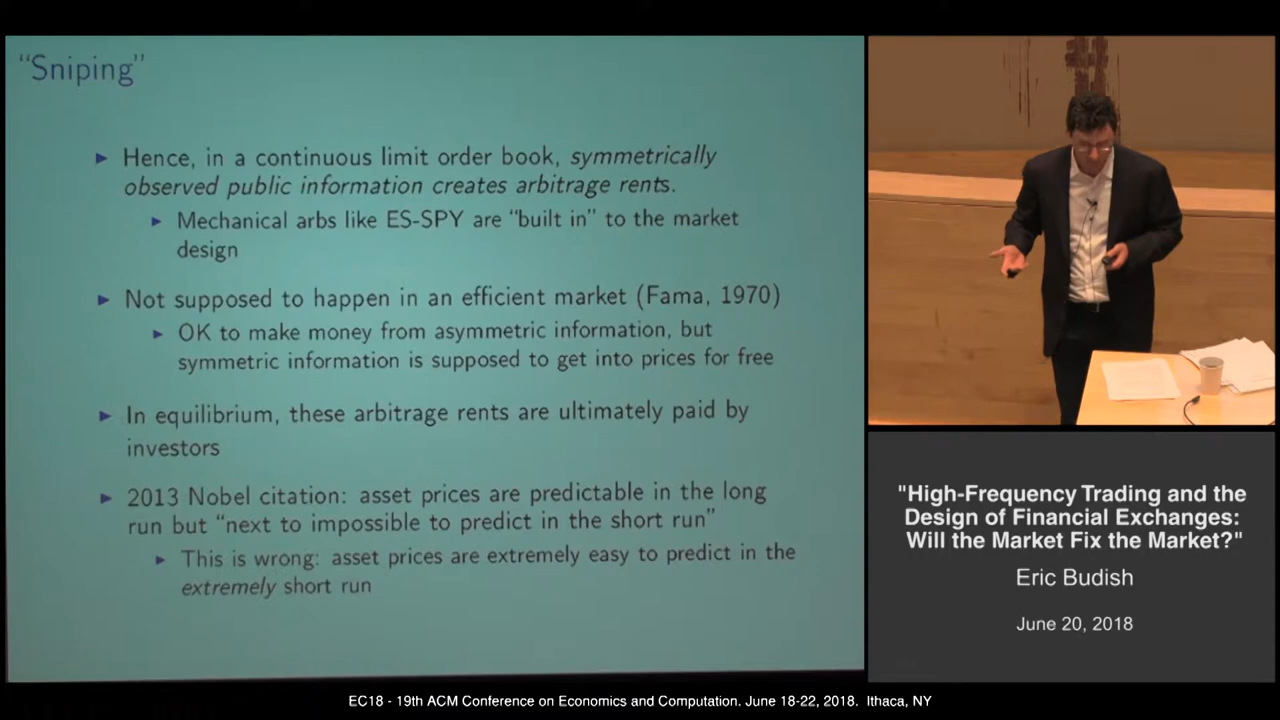 “Sniping”
▶ Hence, in a continuous limit order book, symmetrically
observed public information creates arbitrage rents.
▶ Mechanical arbs like ES-SPY are “built in” to the market
design
▶ Not supposed to happen in an efficient market (Fama, 1970)
▶ OK to make money from asymmetric information, but
symmetric information is supposed to get into prices for free
▶ In equilibrium, these arbitrage rents are ultimately paid by
investors
▶ 2013 Nobel citation: asset prices are predictable in the long
run but “next to impossible to predict in the short run”
▶ This is wrong: asset prices are extremely easy to predict in the
extremely short run
"High-Frequency Trading and the
Design of Financial Exchanges:
Will the Market Fix the Market?"
Eric Budish
June 20, 2018
EC18 - 19th ACM Conference on Economics and Computation. June 18-22, 2018. Ithaca, NY